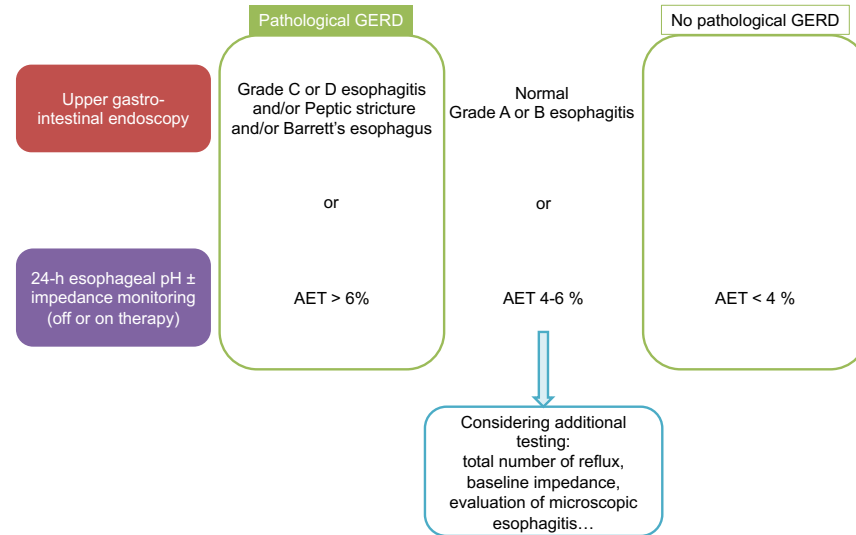 Pathological GERD
No pathological GERD
Upper gastro-
intestinal endoscopy
Grade C or D esophagitis
and/or Peptic stricture
and/or Barrett’s esophagus
Normal
Grade A or B esophagitis
or
or
24-h esophageal pH ±
impedance monitoring
(off or on therapy)
AET > 6%
AET 4-6 %
AET < 4 %
Considering additional
testing:
total number of reflux,
baseline impedance,
evaluation of microscopic
esophagitis…